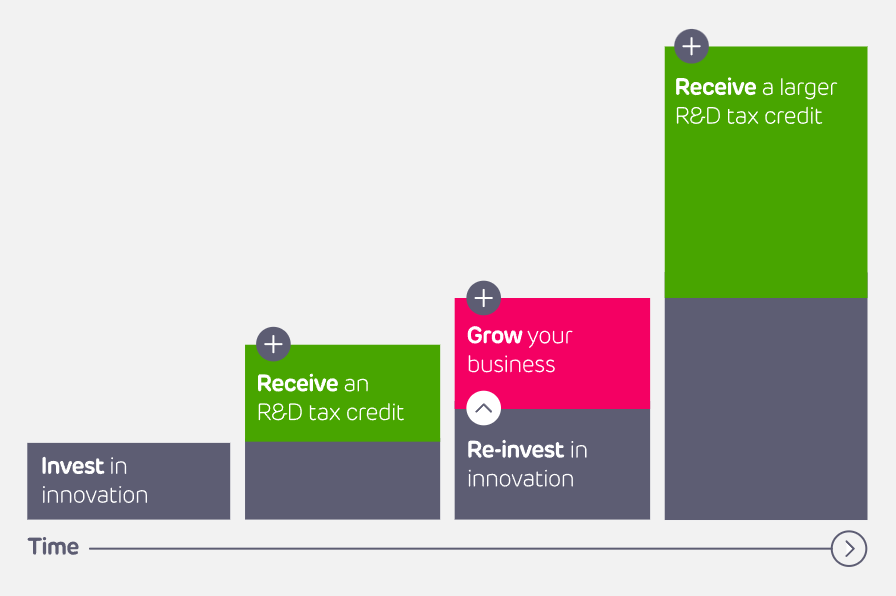 Invest in
innovation
Receive an
R&D tax credit
Grow your
business
Re-invest in
innovation
Receive a larger
R&D tax credit
Time